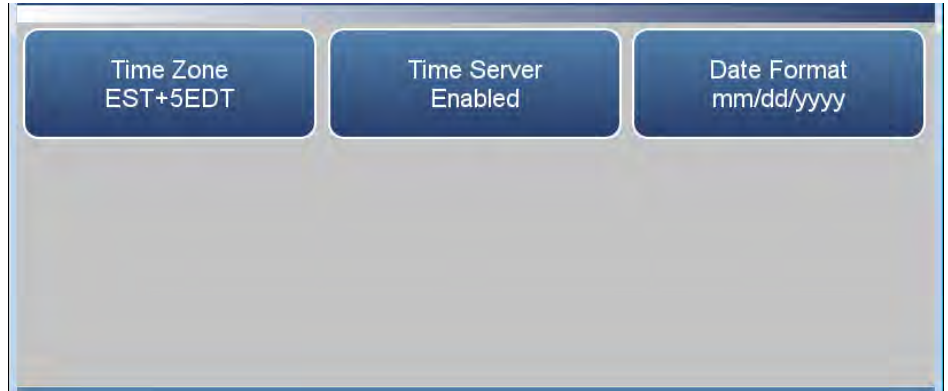 Time Zone
EST+5EDT
Time Server
Enabled
Date Format
mm/dd/yyyy